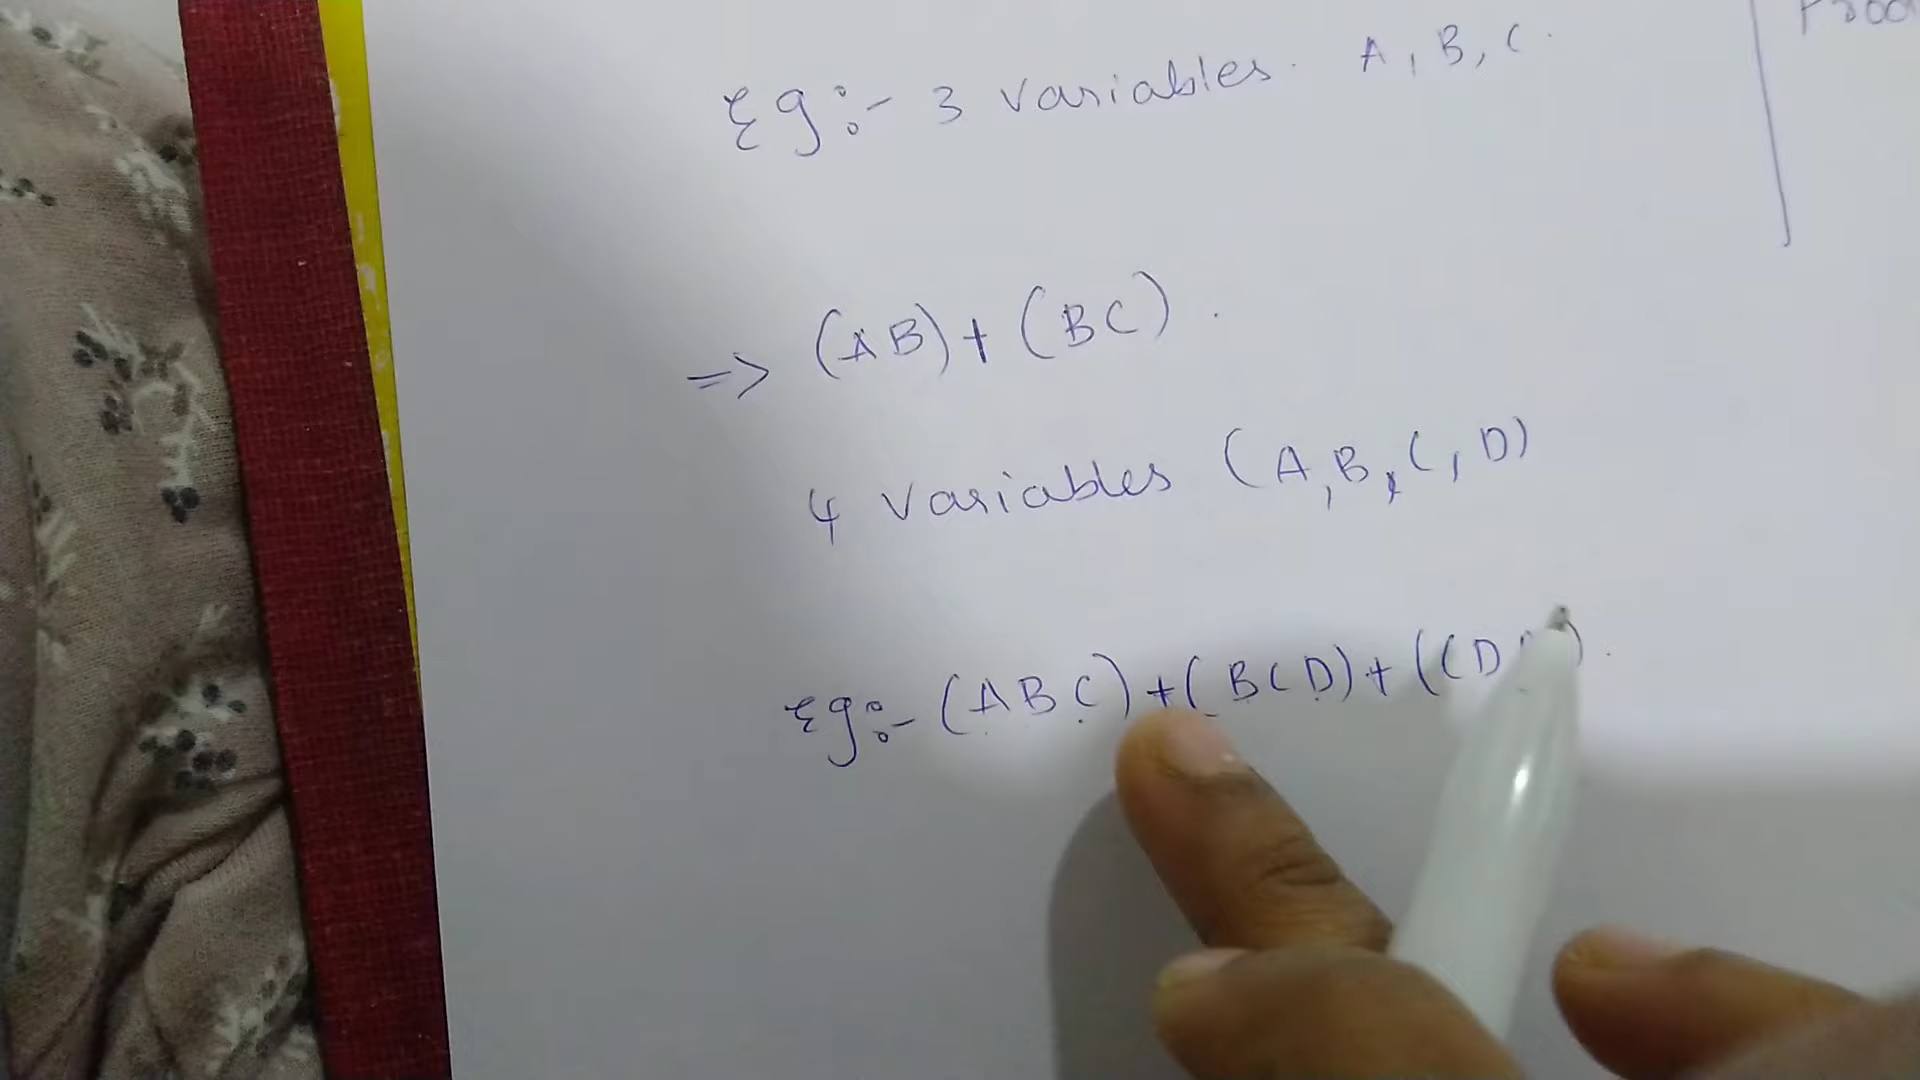 Eg:- 3 variables. A, B, C.
=> (AB) + (BC).
4 variables (A, B, C, D)
Eg:- (ABC) + (BCD) + (CD